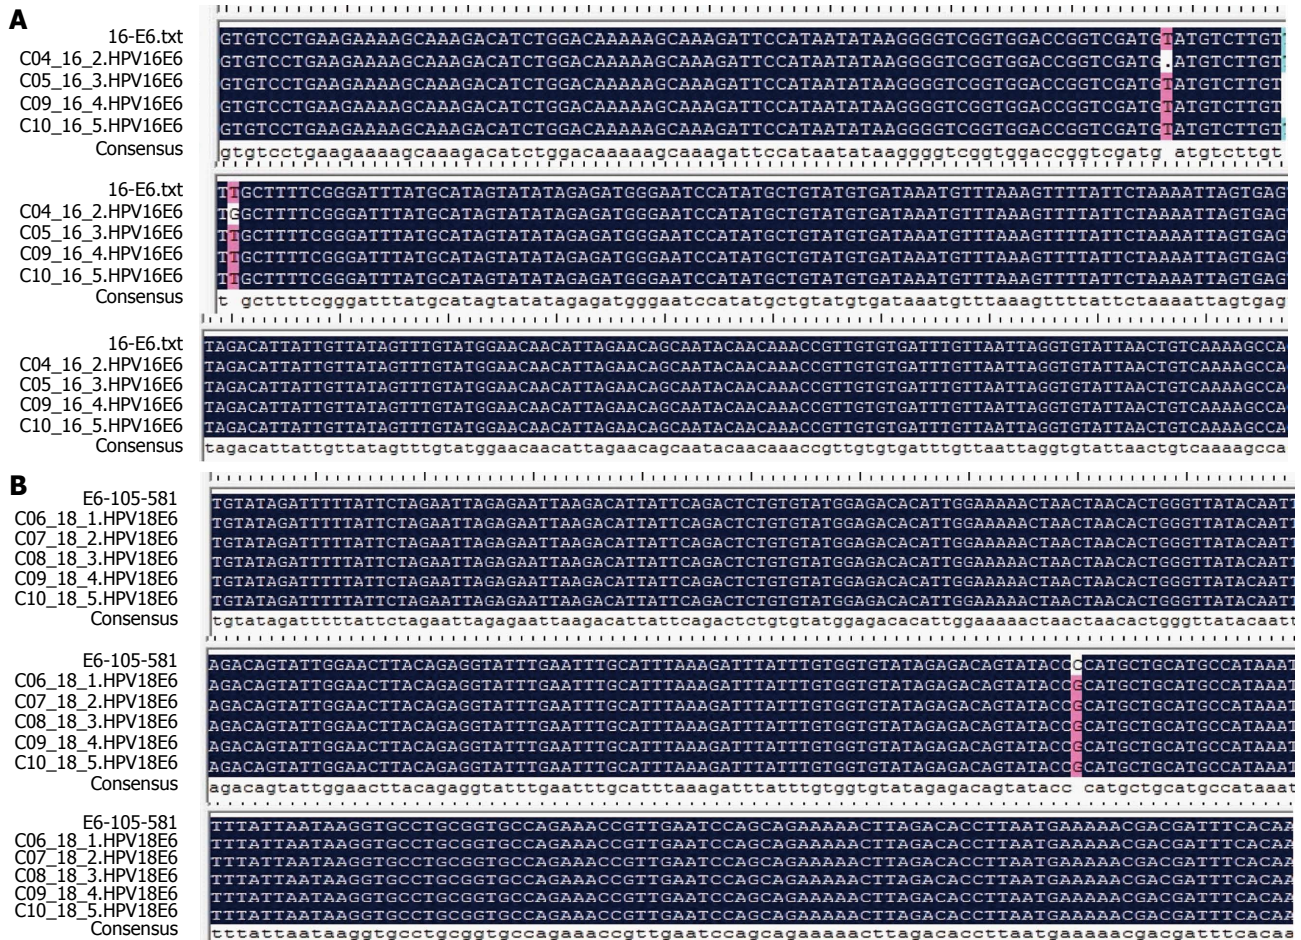 A
16-E6.txt GTGTCCTGAAGAAAAGCAAAGACATCTGGACAAAAAGCAAAGATTCCATAATATAAGGGGTCGGTGGACCGGTCGATGTATGTCTTGT
C04_16_2.HPV16E6 GTGTCCTGAAGAAAAGCAAAGACATCTGGACAAAAAGCAAAGATTCCATAATATAAGGGGTCGGTGGACCGGTCGATG.ATGTCTTGT
C05_16_3.HPV16E6 GTGTCCTGAAGAAAAGCAAAGACATCTGGACAAAAAGCAAAGATTCCATAATATAAGGGGTCGGTGGACCGGTCGATGTATGTCTTGT
C09_16_4.HPV16E6 GTGTCCTGAAGAAAAGCAAAGACATCTGGACAAAAAGCAAAGATTCCATAATATAAGGGGTCGGTGGACCGGTCGATGTATGTCTTGT
C10_16_5.HPV16E6 GTGTCCTGAAGAAAAGCAAAGACATCTGGACAAAAAGCAAAGATTCCATAATATAAGGGGTCGGTGGACCGGTCGATGTATGTCTTGT
Consensus gtgtcctgaagaaaagcaaagacatctggacaaaaagcaaagattccataatataaggggtcggtggaccggtcgatg atgtcttgt
16-E6.txt TTGCTTTTCGGGATTTATGCATAGTATATAGAGATGGGAATCCATATGCTGTATGTGATAAATGTTTAAAGTTTTATTCTAAAATTAGTGAG
C04_16_2.HPV16E6 TGGCTTTTCGGGATTTATGCATAGTATATAGAGATGGGAATCCATATGCTGTATGTGATAAATGTTTAAAGTTTTATTCTAAAATTAGTGAG
C05_16_3.HPV16E6 TTGCTTTTCGGGATTTATGCATAGTATATAGAGATGGGAATCCATATGCTGTATGTGATAAATGTTTAAAGTTTTATTCTAAAATTAGTGAG
C09_16_4.HPV16E6 TTGCTTTTCGGGATTTATGCATAGTATATAGAGATGGGAATCCATATGCTGTATGTGATAAATGTTTAAAGTTTTATTCTAAAATTAGTGAG
C10_16_5.HPV16E6 TTGCTTTTCGGGATTTATGCATAGTATATAGAGATGGGAATCCATATGCTGTATGTGATAAATGTTTAAAGTTTTATTCTAAAATTAGTGAG
Consensus t gcttttcgggatttatgcatagtatatagagatgggaatccatatgctgtatgtgataaatgtttaaagttttattctaaaattagtgag
16-E6.txt TAGACATTATTGTTATAGTTTGTATGGAACAACATTAGAACAGCAATACAACAAACCGTTGTGTGATTTGTTAATTAGGTGTATTAACTGTCAAAAGCCA
C04_16_2.HPV16E6 TAGACATTATTGTTATAGTTTGTATGGAACAACATTAGAACAGCAATACAACAAACCGTTGTGTGATTTGTTAATTAGGTGTATTAACTGTCAAAAGCCA
C05_16_3.HPV16E6 TAGACATTATTGTTATAGTTTGTATGGAACAACATTAGAACAGCAATACAACAAACCGTTGTGTGATTTGTTAATTAGGTGTATTAACTGTCAAAAGCCA
C09_16_4.HPV16E6 TAGACATTATTGTTATAGTTTGTATGGAACAACATTAGAACAGCAATACAACAAACCGTTGTGTGATTTGTTAATTAGGTGTATTAACTGTCAAAAGCCA
C10_16_5.HPV16E6 TAGACATTATTGTTATAGTTTGTATGGAACAACATTAGAACAGCAATACAACAAACCGTTGTGTGATTTGTTAATTAGGTGTATTAACTGTCAAAAGCCA
Consensus tagacattattgttatagtttgtatggaacaacattagaacagcaatacaacaaaccgttgtgtgatttgttaattaggtgtattaactgtcaaaagcca
B
E6-105-581 TGTATAGATTTTTATTCTAGAATTAGAGAATTAAGACATTATTCAGACTCTGTGTATGGAGACACATTGGAAAAACTAACTAACACTGGGTTATACAATT
C06_18_1.HPV18E6 TGTATAGATTTTTATTCTAGAATTAGAGAATTAAGACATTATTCAGACTCTGTGTATGGAGACACATTGGAAAAACTAACTAACACTGGGTTATACAATT
C07_18_2.HPV18E6 TGTATAGATTTTTATTCTAGAATTAGAGAATTAAGACATTATTCAGACTCTGTGTATGGAGACACATTGGAAAAACTAACTAACACTGGGTTATACAATT
C08_18_3.HPV18E6 TGTATAGATTTTTATTCTAGAATTAGAGAATTAAGACATTATTCAGACTCTGTGTATGGAGACACATTGGAAAAACTAACTAACACTGGGTTATACAATT
C09_18_4.HPV18E6 TGTATAGATTTTTATTCTAGAATTAGAGAATTAAGACATTATTCAGACTCTGTGTATGGAGACACATTGGAAAAACTAACTAACACTGGGTTATACAATT
C10_18_5.HPV18E6 TGTATAGATTTTTATTCTAGAATTAGAGAATTAAGACATTATTCAGACTCTGTGTATGGAGACACATTGGAAAAACTAACTAACACTGGGTTATACAATT
Consensus tgtatagatttttattctagaattagagaattaagacattattcagactctgtgtatggagacacattggaaaaactaactaacactgggttatacaatt
E6-105-581 AGACAGTATTGGAACTTACAGAGGTATTTGAATTTGCATTTAAAGATTTATTTGTGGTGTATAGAGACAGTATACCCCATGCTGCATGCCATAAAT
C06_18_1.HPV18E6 AGACAGTATTGGAACTTACAGAGGTATTTGAATTTGCATTTAAAGATTTATTTGTGGTGTATAGAGACAGTATACCGCATGCTGCATGCCATAAAT
C07_18_2.HPV18E6 AGACAGTATTGGAACTTACAGAGGTATTTGAATTTGCATTTAAAGATTTATTTGTGGTGTATAGAGACAGTATACCGCATGCTGCATGCCATAAAT
C08_18_3.HPV18E6 AGACAGTATTGGAACTTACAGAGGTATTTGAATTTGCATTTAAAGATTTATTTGTGGTGTATAGAGACAGTATACCGCATGCTGCATGCCATAAAT
C09_18_4.HPV18E6 AGACAGTATTGGAACTTACAGAGGTATTTGAATTTGCATTTAAAGATTTATTTGTGGTGTATAGAGACAGTATACCGCATGCTGCATGCCATAAAT
C10_18_5.HPV18E6 AGACAGTATTGGAACTTACAGAGGTATTTGAATTTGCATTTAAAGATTTATTTGTGGTGTATAGAGACAGTATACCGCATGCTGCATGCCATAAAT
Consensus agacagtattggaacttacagaggtatttgaatttgcatttaaagatttatttgtggtgtatagagacagtatacc catgctgcatgccataaat
E6-105-581 TTTATTAATAAGGTGCCTGCGGTGCCAGAAACCGTTGAATCCAGCAGAAAAACTTAGACACCTTAATGAAAAACGACGATTTCACAA
C06_18_1.HPV18E6 TTTATTAATAAGGTGCCTGCGGTGCCAGAAACCGTTGAATCCAGCAGAAAAACTTAGACACCTTAATGAAAAACGACGATTTCACAA
C07_18_2.HPV18E6 TTTATTAATAAGGTGCCTGCGGTGCCAGAAACCGTTGAATCCAGCAGAAAAACTTAGACACCTTAATGAAAAACGACGATTTCACAA
C08_18_3.HPV18E6 TTTATTAATAAGGTGCCTGCGGTGCCAGAAACCGTTGAATCCAGCAGAAAAACTTAGACACCTTAATGAAAAACGACGATTTCACAA
C09_18_4.HPV18E6 TTTATTAATAAGGTGCCTGCGGTGCCAGAAACCGTTGAATCCAGCAGAAAAACTTAGACACCTTAATGAAAAACGACGATTTCACAA
C10_18_5.HPV18E6 TTTATTAATAAGGTGCCTGCGGTGCCAGAAACCGTTGAATCCAGCAGAAAAACTTAGACACCTTAATGAAAAACGACGATTTCACAA
Consensus tttattaataaggtgcctgcggtgccagaaaccgttgaatccagcagaaaaacttagacaccttaatgaaaaacgacgatttcacaa